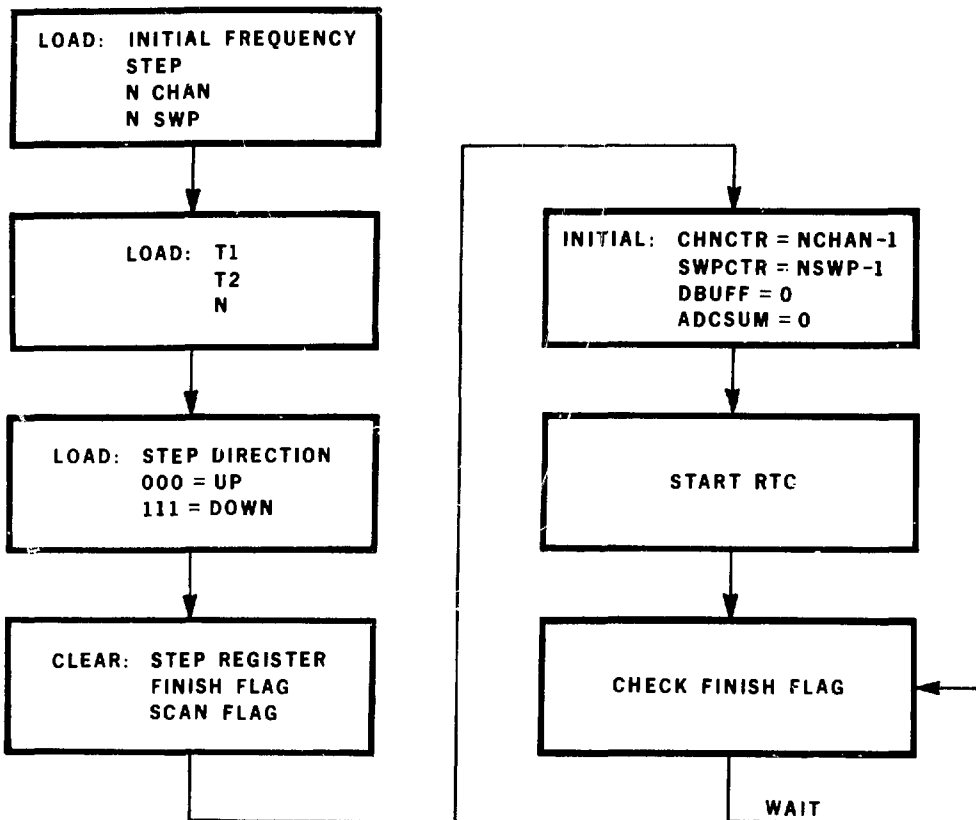 LOAD: INITIAL FREQUENCY
STEP
N CHAN
N SWP
LOAD: T1
T2
N
LOAD: STEP DIRECTION
000 = UP
111 = DOWN
CLEAR: STEP REGISTER
FINISH FLAG
SCAN FLAG
INITIAL: CHNCTR = NCHAN-1
SWPCTR = NSWP-1
DBUFF = 0
ADCSUM = 0
START RTC
CHECK FINISH FLAG
WAIT